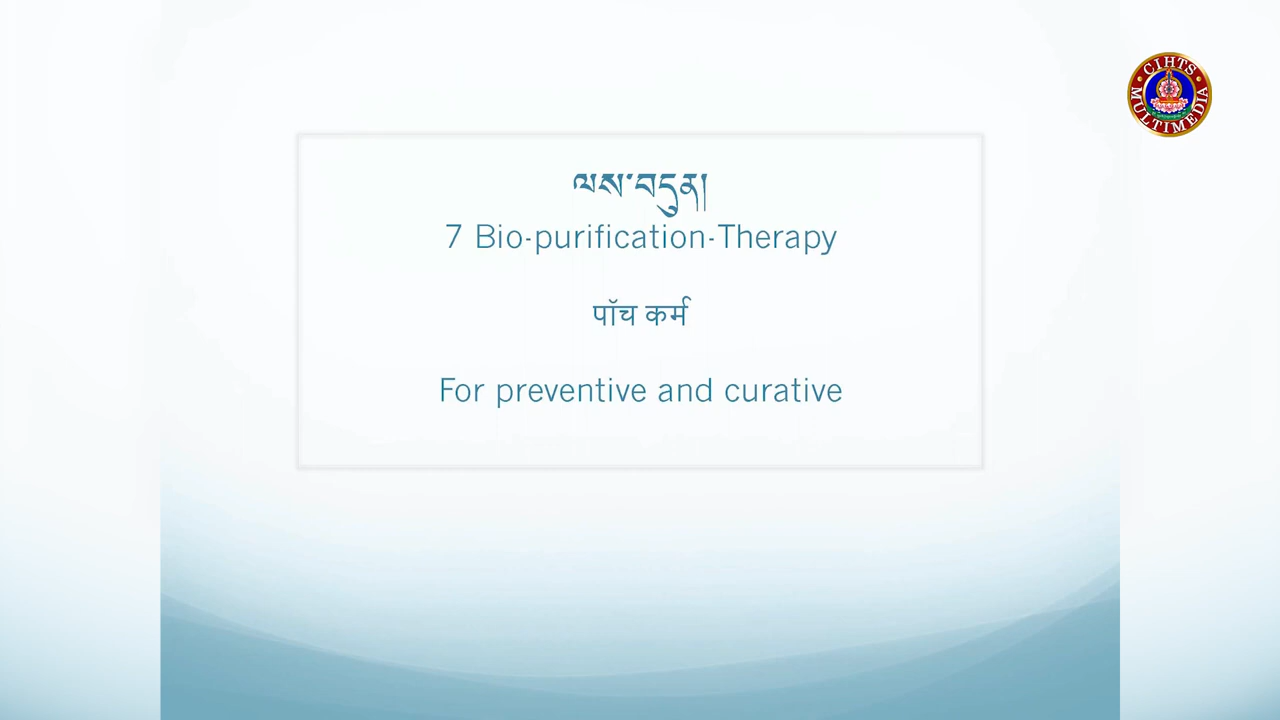 ལས་བདུན།
7 Bio-purification-Therapy
पॉच कर्म
For preventive and curative
CIHTS
MULTIMEDIA